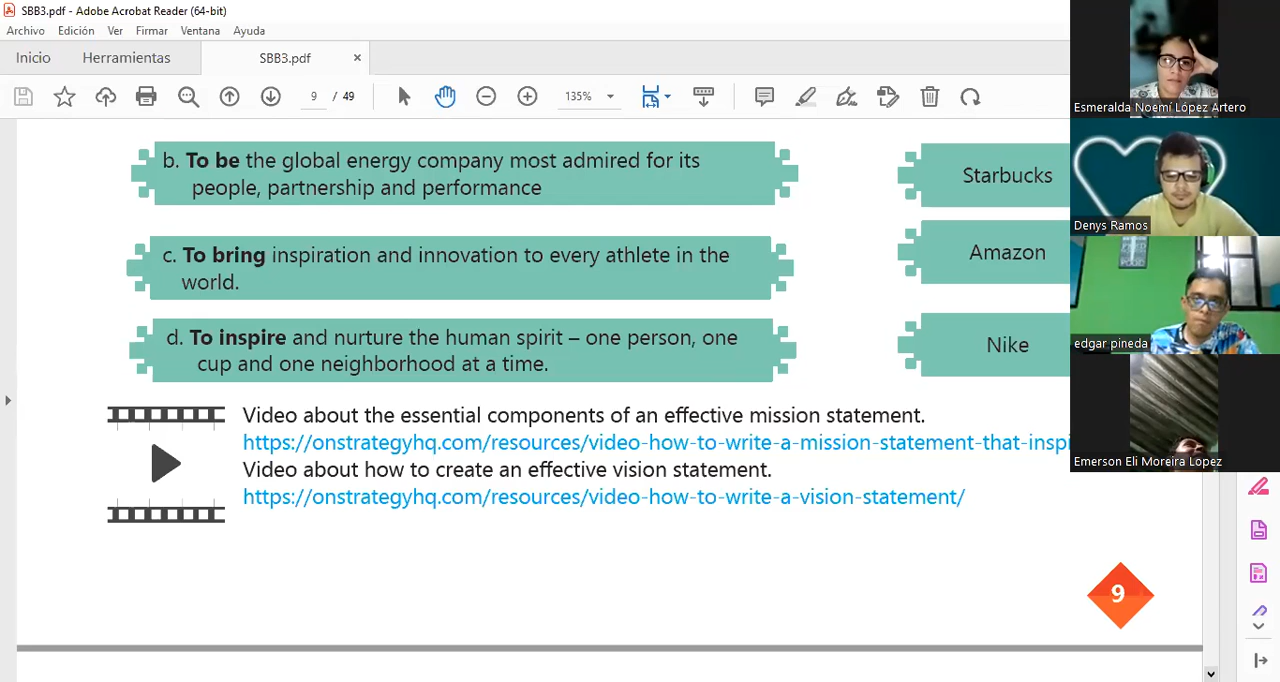 SBB3.pdf - Adobe Acrobat Reader (64-bit)
Archivo Edición Ver Firmar Ventana Ayuda
Inicio Herramientas SBB3.pdf ×
9 / 49 135%
b. To be the global energy company most admired for its
people, partnership and performance
Starbucks
c. To bring inspiration and innovation to every athlete in the
world.
Amazon
d. To inspire and nurture the human spirit – one person, one
cup and one neighborhood at a time.
Nike
Video about the essential components of an effective mission statement.
https://onstrategyhq.com/resources/video-how-to-write-a-mission-statement-that-inspi
Video about how to create an effective vision statement.
https://onstrategyhq.com/resources/video-how-to-write-a-vision-statement/
9
Esmeralda Noemí López Artero
Denys Ramos
edgar pineda
Emerson Eli Moreira Lopez